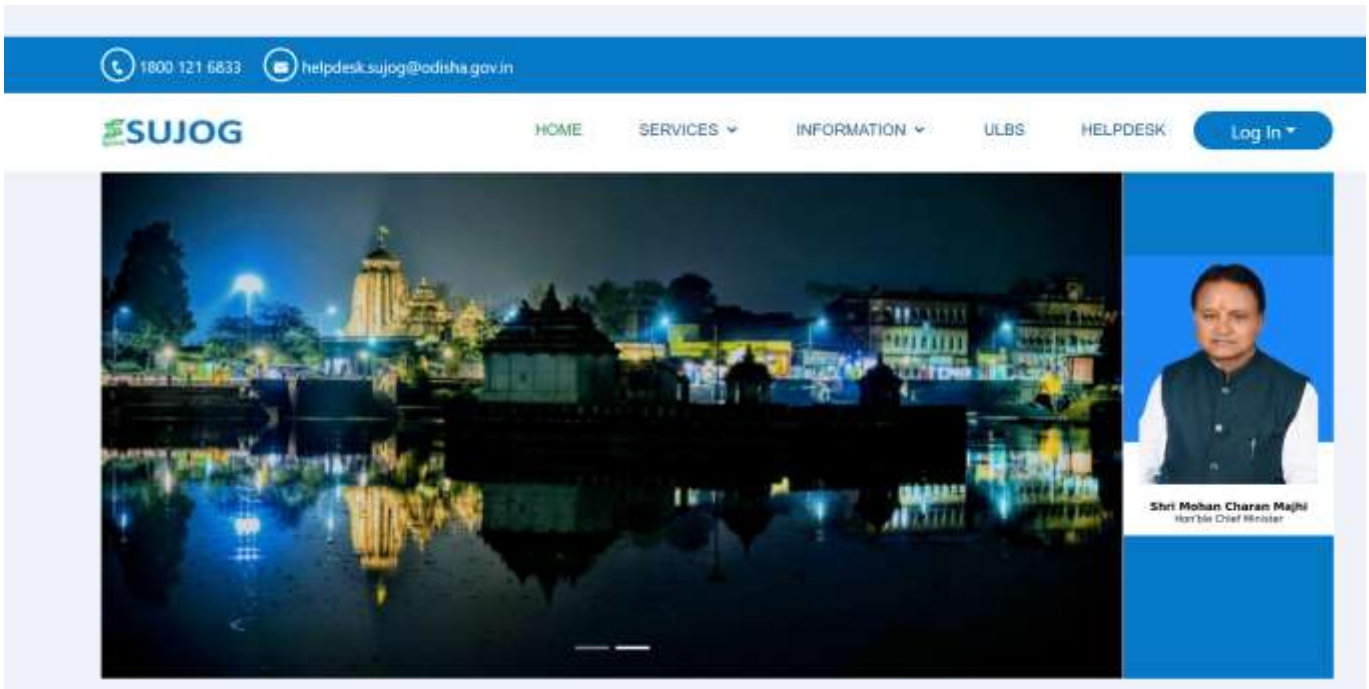 1800 121 6833 helpdesk.sujog@odisha.gov.in
SUJOG HOME SERVICES INFORMATION ULBS HELPDESK Log In
Shri Mohan Charan Majhi
Hon'ble Chief Minister